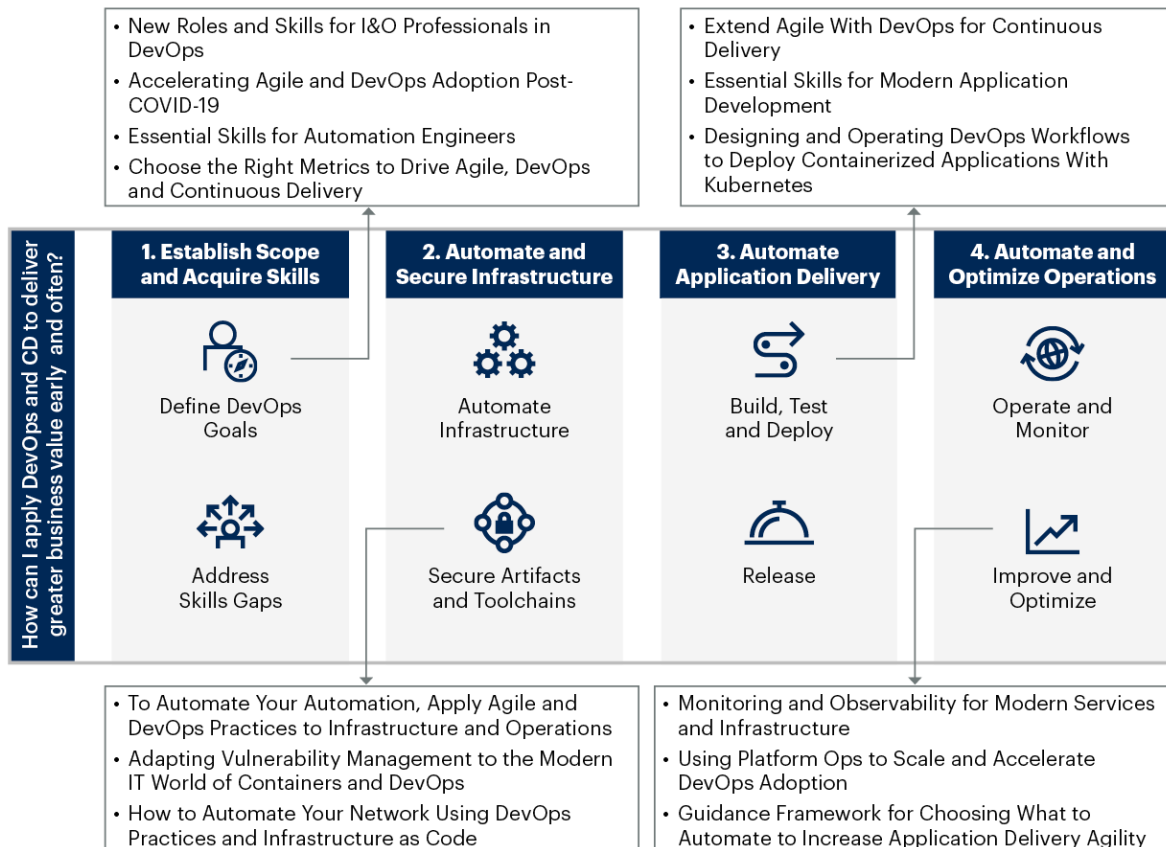 • New Roles and Skills for I&O Professionals in
DevOps
• Accelerating Agile and DevOps Adoption Post-
COVID-19
• Essential Skills for Automation Engineers
• Choose the Right Metrics to Drive Agile, DevOps
and Continuous Delivery
• Extend Agile With DevOps for Continuous
Delivery
• Essential Skills for Modern Application
Development
• Designing and Operating DevOps Workflows
to Deploy Containerized Applications With
Kubernetes
How can I apply DevOps and CD to deliver
greater business value early and often?
1. Establish Scope
and Acquire Skills
Define DevOps
Goals
Address
Skills Gaps
2. Automate and
Secure Infrastructure
Automate
Infrastructure
Secure Artifacts
and Toolchains
3. Automate
Application Delivery
Build, Test
and Deploy
Release
4. Automate and
Optimize Operations
Operate and
Monitor
Improve and
Optimize
• To Automate Your Automation, Apply Agile and
DevOps Practices to Infrastructure and Operations
• Adapting Vulnerability Management to the Modern
IT World of Containers and DevOps
• How to Automate Your Network Using DevOps
Practices and Infrastructure as Code
• Monitoring and Observability for Modern Services
and Infrastructure
• Using Platform Ops to Scale and Accelerate
DevOps Adoption
• Guidance Framework for Choosing What to
Automate to Increase Application Delivery Agility